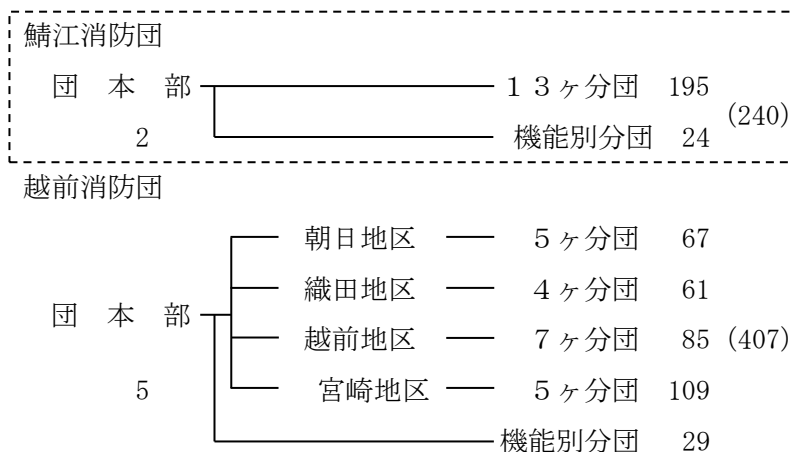 鯖江消防団
団　本　部　１３ヶ分団　195
(240)
2　機能別分団　24
越前消防団
朝日地区　５ヶ分団　67
織田地区　４ヶ分団　61
団　本　部
越前地区　７ヶ分団　85 (407)
5　宮崎地区　５ヶ分団　109
機能別分団　29